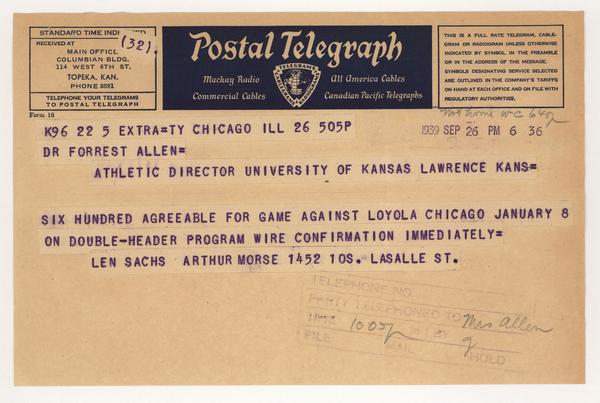 STANDARD TIME INDICATED
RECEIVED AT
(32).
MAIN OFFICE
COLUMBIAN BLDG.
114 WEST 6TH ST.
TOPEKA, KAN.
PHONE 8591
TELEPHONE YOUR TELEGRAMS
TO POSTAL TELEGRAPH
Form 16
Postal Telegraph
Mackay Radio
Commercial Cables
All America Cables
Canadian Pacific Telegraphs
THIS IS A FULL RATE TELEGRAM, CABLE-
GRAM OR RADIOGRAM UNLESS OTHERWISE
INDICATED BY SYMBOL IN THE PREAMBLE
OR IN THE ADDRESS OF THE MESSAGE.
SYMBOLS DESIGNATING SERVICE SELECTED
ARE OUTLINED IN THE COMPANY'S TARIFFS
ON HAND AT EACH OFFICE AND ON FILE WITH
REGULATORY AUTHORITIES.
Not home
K96 22 5 EXTRA=TY CHICAGO ILL 26 505P
1939 SEP 26 PM 6 36
DR FORREST ALLEN=
ATHLETIC DIRECTOR UNIVERSITY OF KANSAS LAWRENCE KANS=
SIX HUNDRED AGREEABLE FOR GAME AGAINST LOYOLA CHICAGO JANUARY 8
ON DOUBLE-HEADER PROGRAM WIRE CONFIRMATION IMMEDIATELY=
LEN SACHS ARTHUR MORSE 1452 10S. LASALLE ST.
TELEPHONE NO.
PARTY TELEPHONED TO Mrs Allen
TIME 1005p M BY g
FILE MAIL HOLD